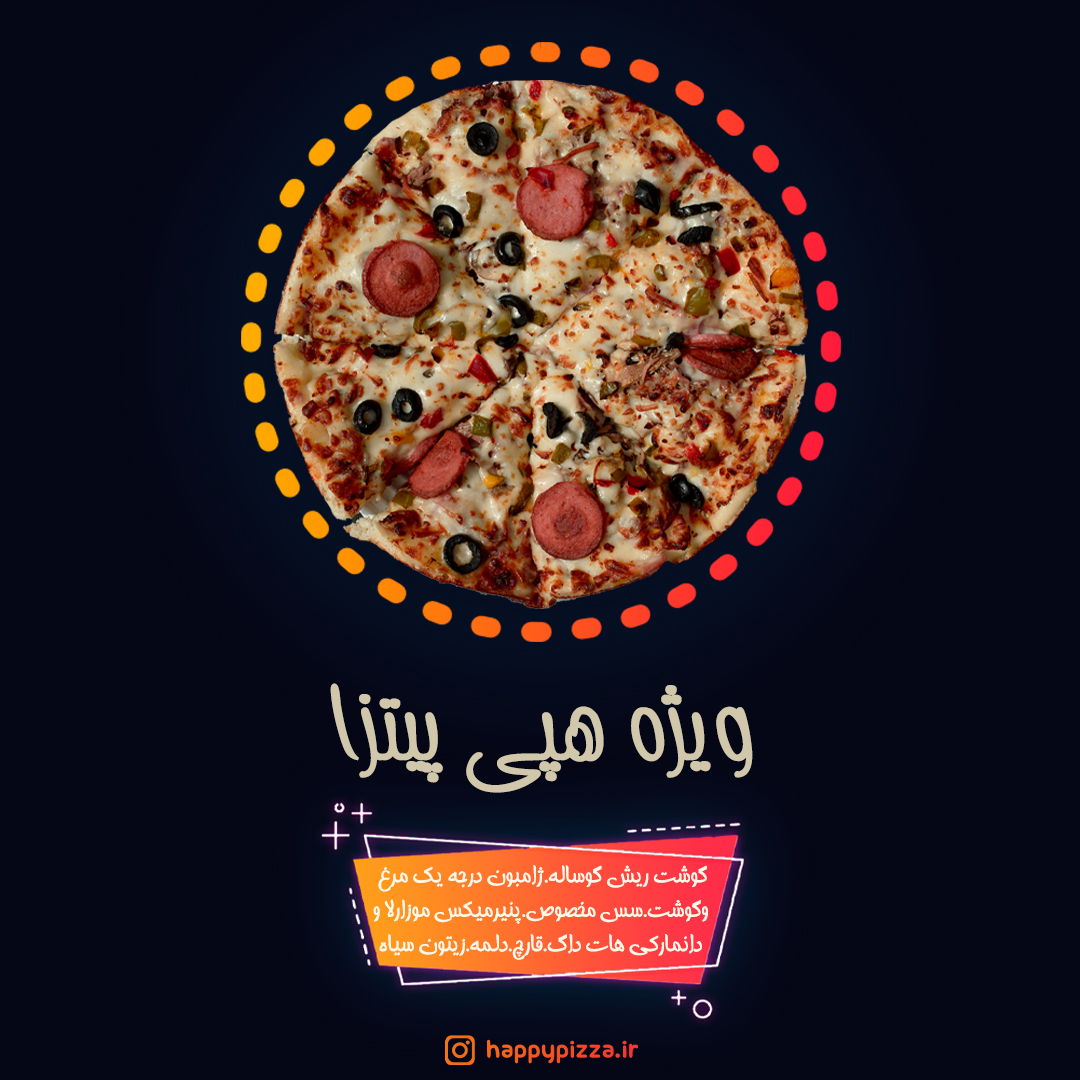 ویژه هپی پیتزا
گوشت ریش گوساله.ژامبون درجه یک مرغ
وگوشت.سس مخصوص.پنیرمیکس موزارلا و
دانمارکی هات داگ.قارچ.دلمه.زیتون سیاه
happypizza.ir